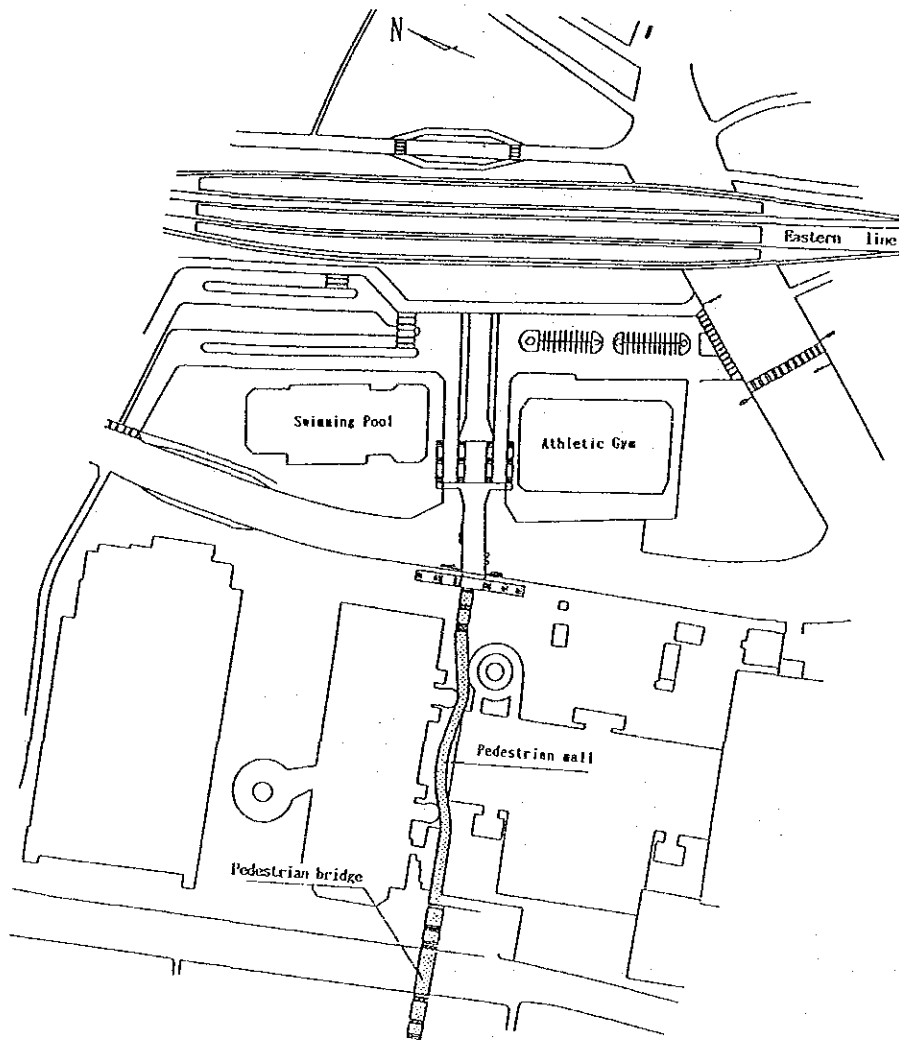 N
Eastern line
Swimming Pool
Athletic Gym
Pedestrian mall
Pedestrian bridge